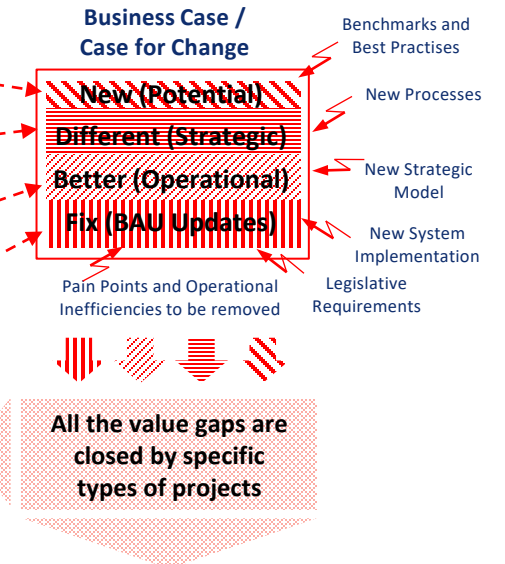 Business Case /
Case for Change
Benchmarks and
Best Practises
New (Potential)
New Processes
Different (Strategic)
Better (Operational)
New Strategic
Model
Fix (BAU Updates)
New System
Implementation
Pain Points and Operational
Inefficiencies to be removed
Legislative
Requirements
All the value gaps are
closed by specific
types of projects